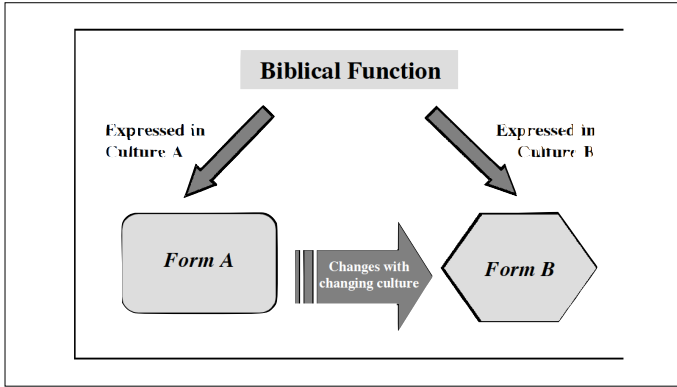 Biblical Function
Expressed in
Culture A
Expressed in
Culture B
Form A
Changes with
changing culture
Form B